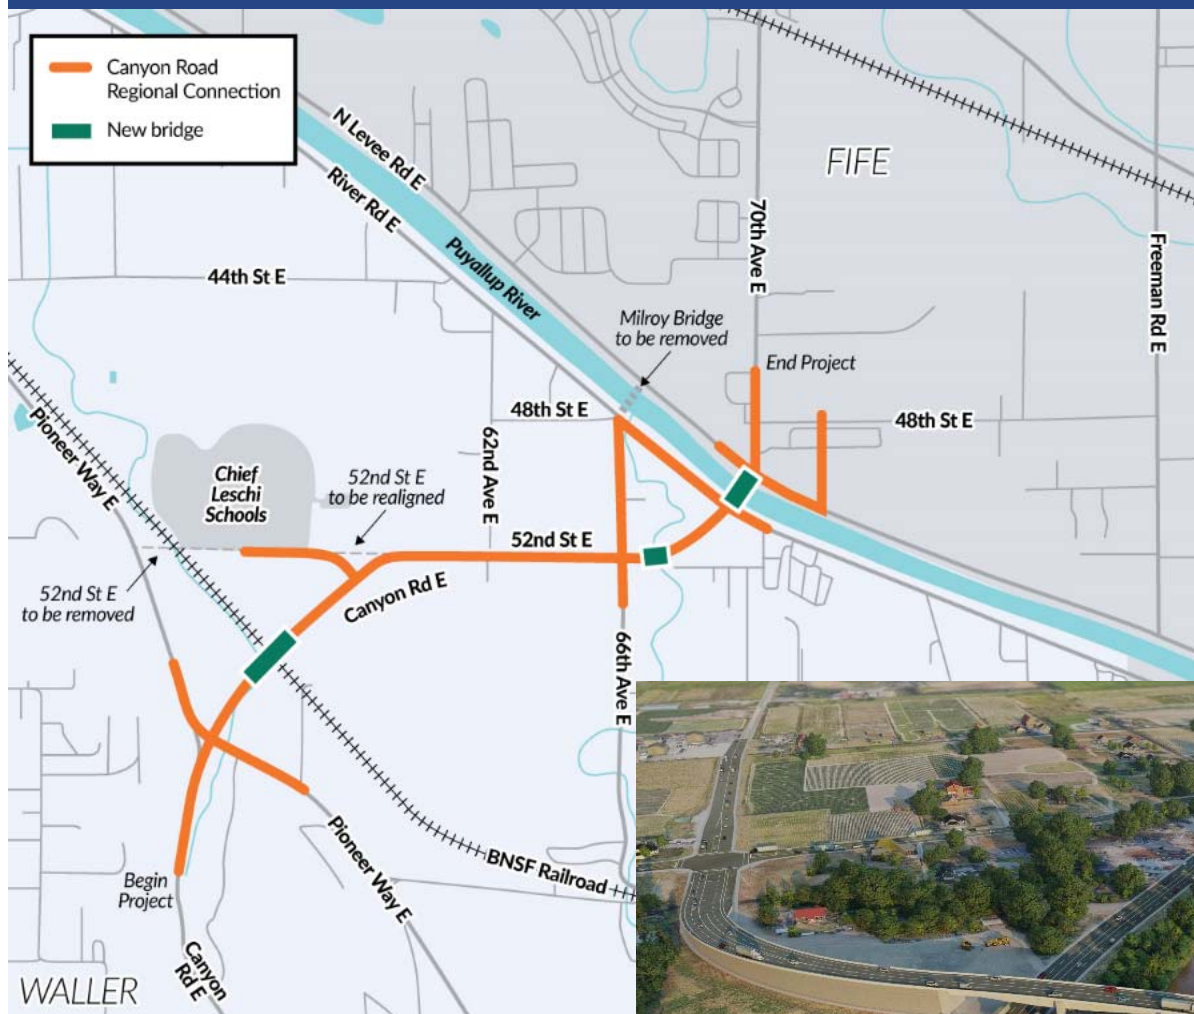 Canyon Road
Regional Connection
New bridge
N Levee Rd E
River Rd E
FIFE
Puyallup River
70th Ave E
Freeman Rd E
44th St E
Milroy Bridge
to be removed
End Project
48th St E
48th St E
Pioneer Way E
Chief
Leschi
Schools
52nd St E
to be realigned
62nd Ave E
52nd St E
52nd St E
to be removed
Canyon Rd E
66th Ave E
Begin
Project
Pioneer Way E
BNSF Railroad
Canyon
Rd E
WALLER